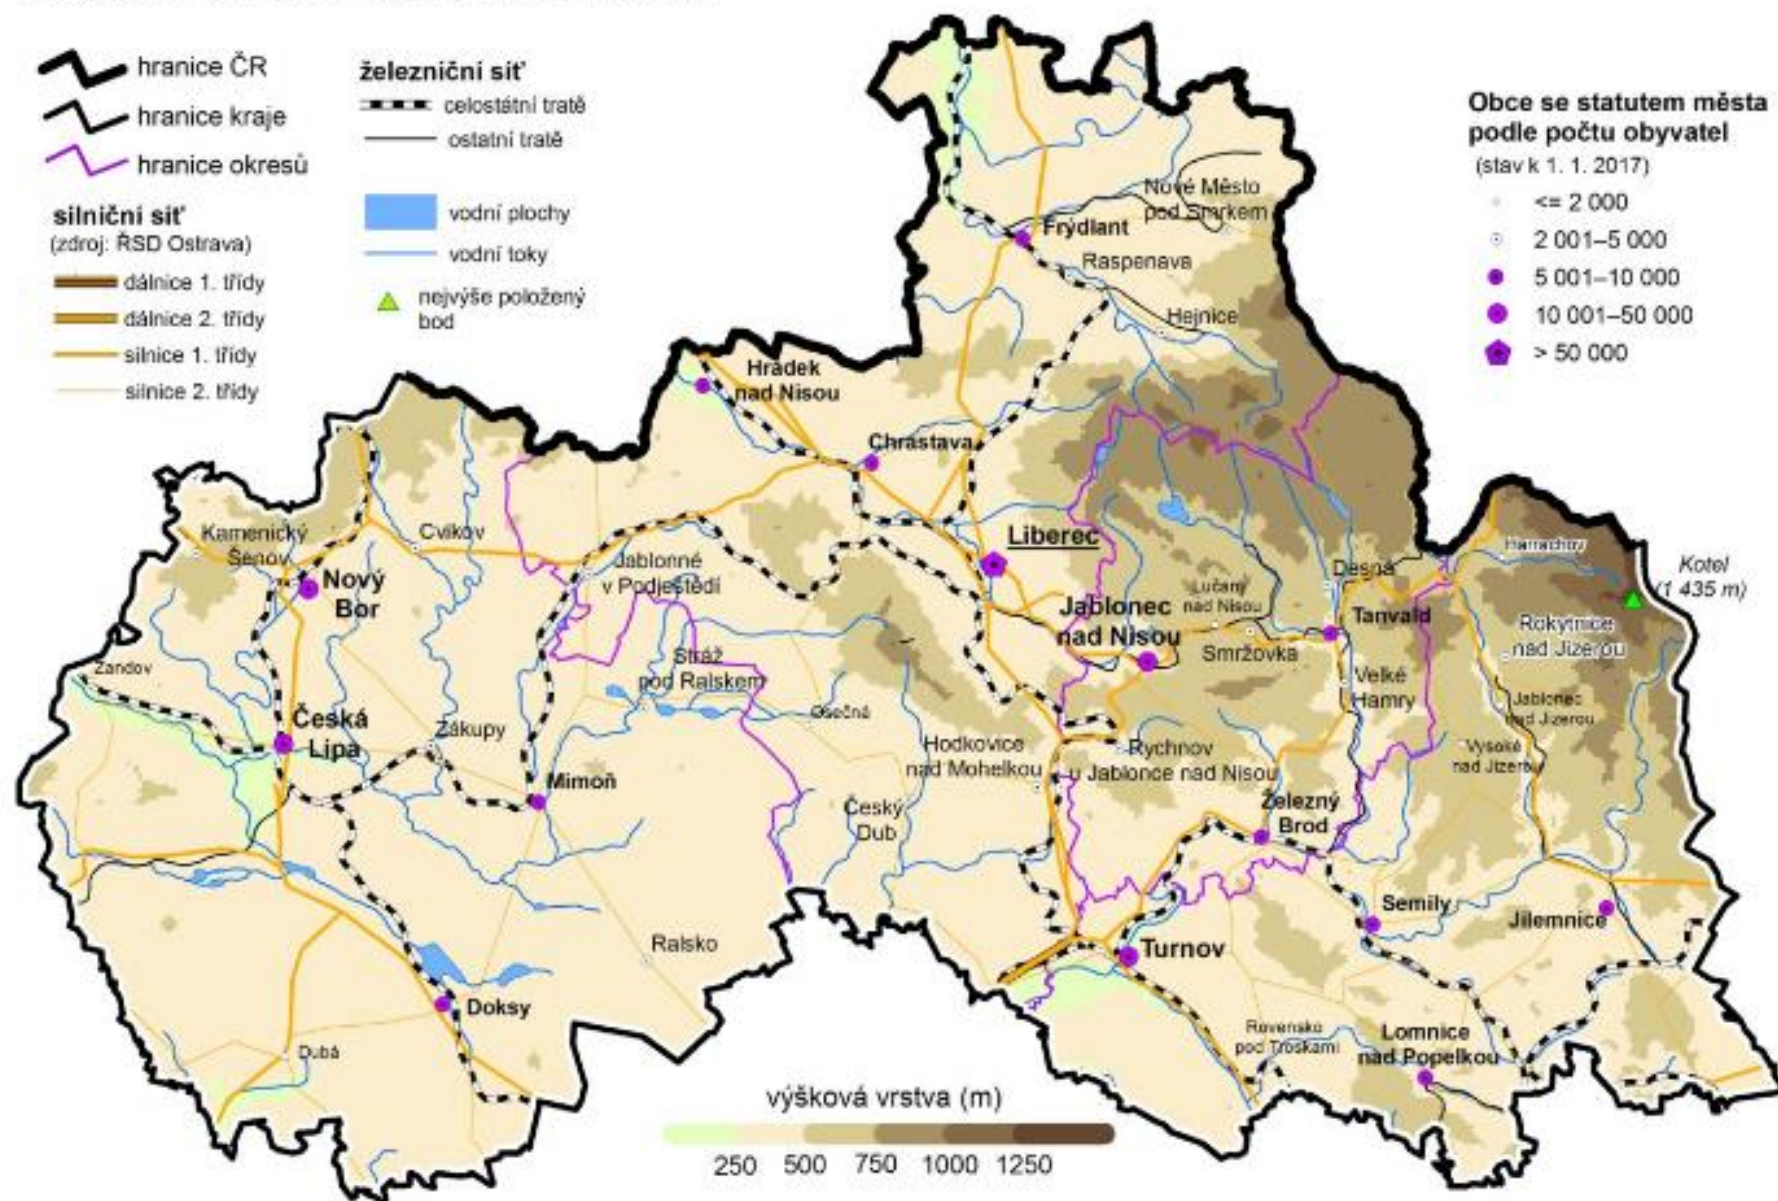 hranice ČR
hranice kraje
hranice okresů
silniční síť
(zdroj: ŘSD Ostrava)
dálnice 1. třídy
dálnice 2. třídy
silnice 1. třídy
silnice 2. třídy
železniční síť
celostátní tratě
ostatní tratě
vodní plochy
vodní toky
nejvýše položený
bod
Obce se statutem města
podle počtu obyvatel
(stav k 1. 1. 2017)
<= 2 000
2 001–5 000
5 001–10 000
10 001–50 000
> 50 000
Nové Město
pod Smrkem
Frýdlant
Raspenava
Hejnice
Hrádek
nad Nisou
Chrastava
Kamenický
Šenov
Cvikov
Nový
Bor
Jablonné
v Podještědí
Liberec
Jablonec
nad Nisou
Lučany
nad Nisou
Desná
Tanvald
Smržovka
Harrachov
Kotel
(1 435 m)
Rokytnice
nad Jizerou
Velké
Hamry
Jablonec
nad Jizerou
Vysoké
nad Jizerou
Žandov
Česká
Lípa
Zákupy
Stráž
pod Ralskem
Osečná
Mimoň
Hodkovice
nad Mohelkou
Rychnov
u Jablonce nad Nisou
Český
Dub
Železný
Brod
Semily
Jilemnice
Ralsko
Turnov
Doksy
Dubá
Rovensko
pod Troskami
Lomnice
nad Popelkou
výšková vrstva (m)
250 500 750 1000 1250